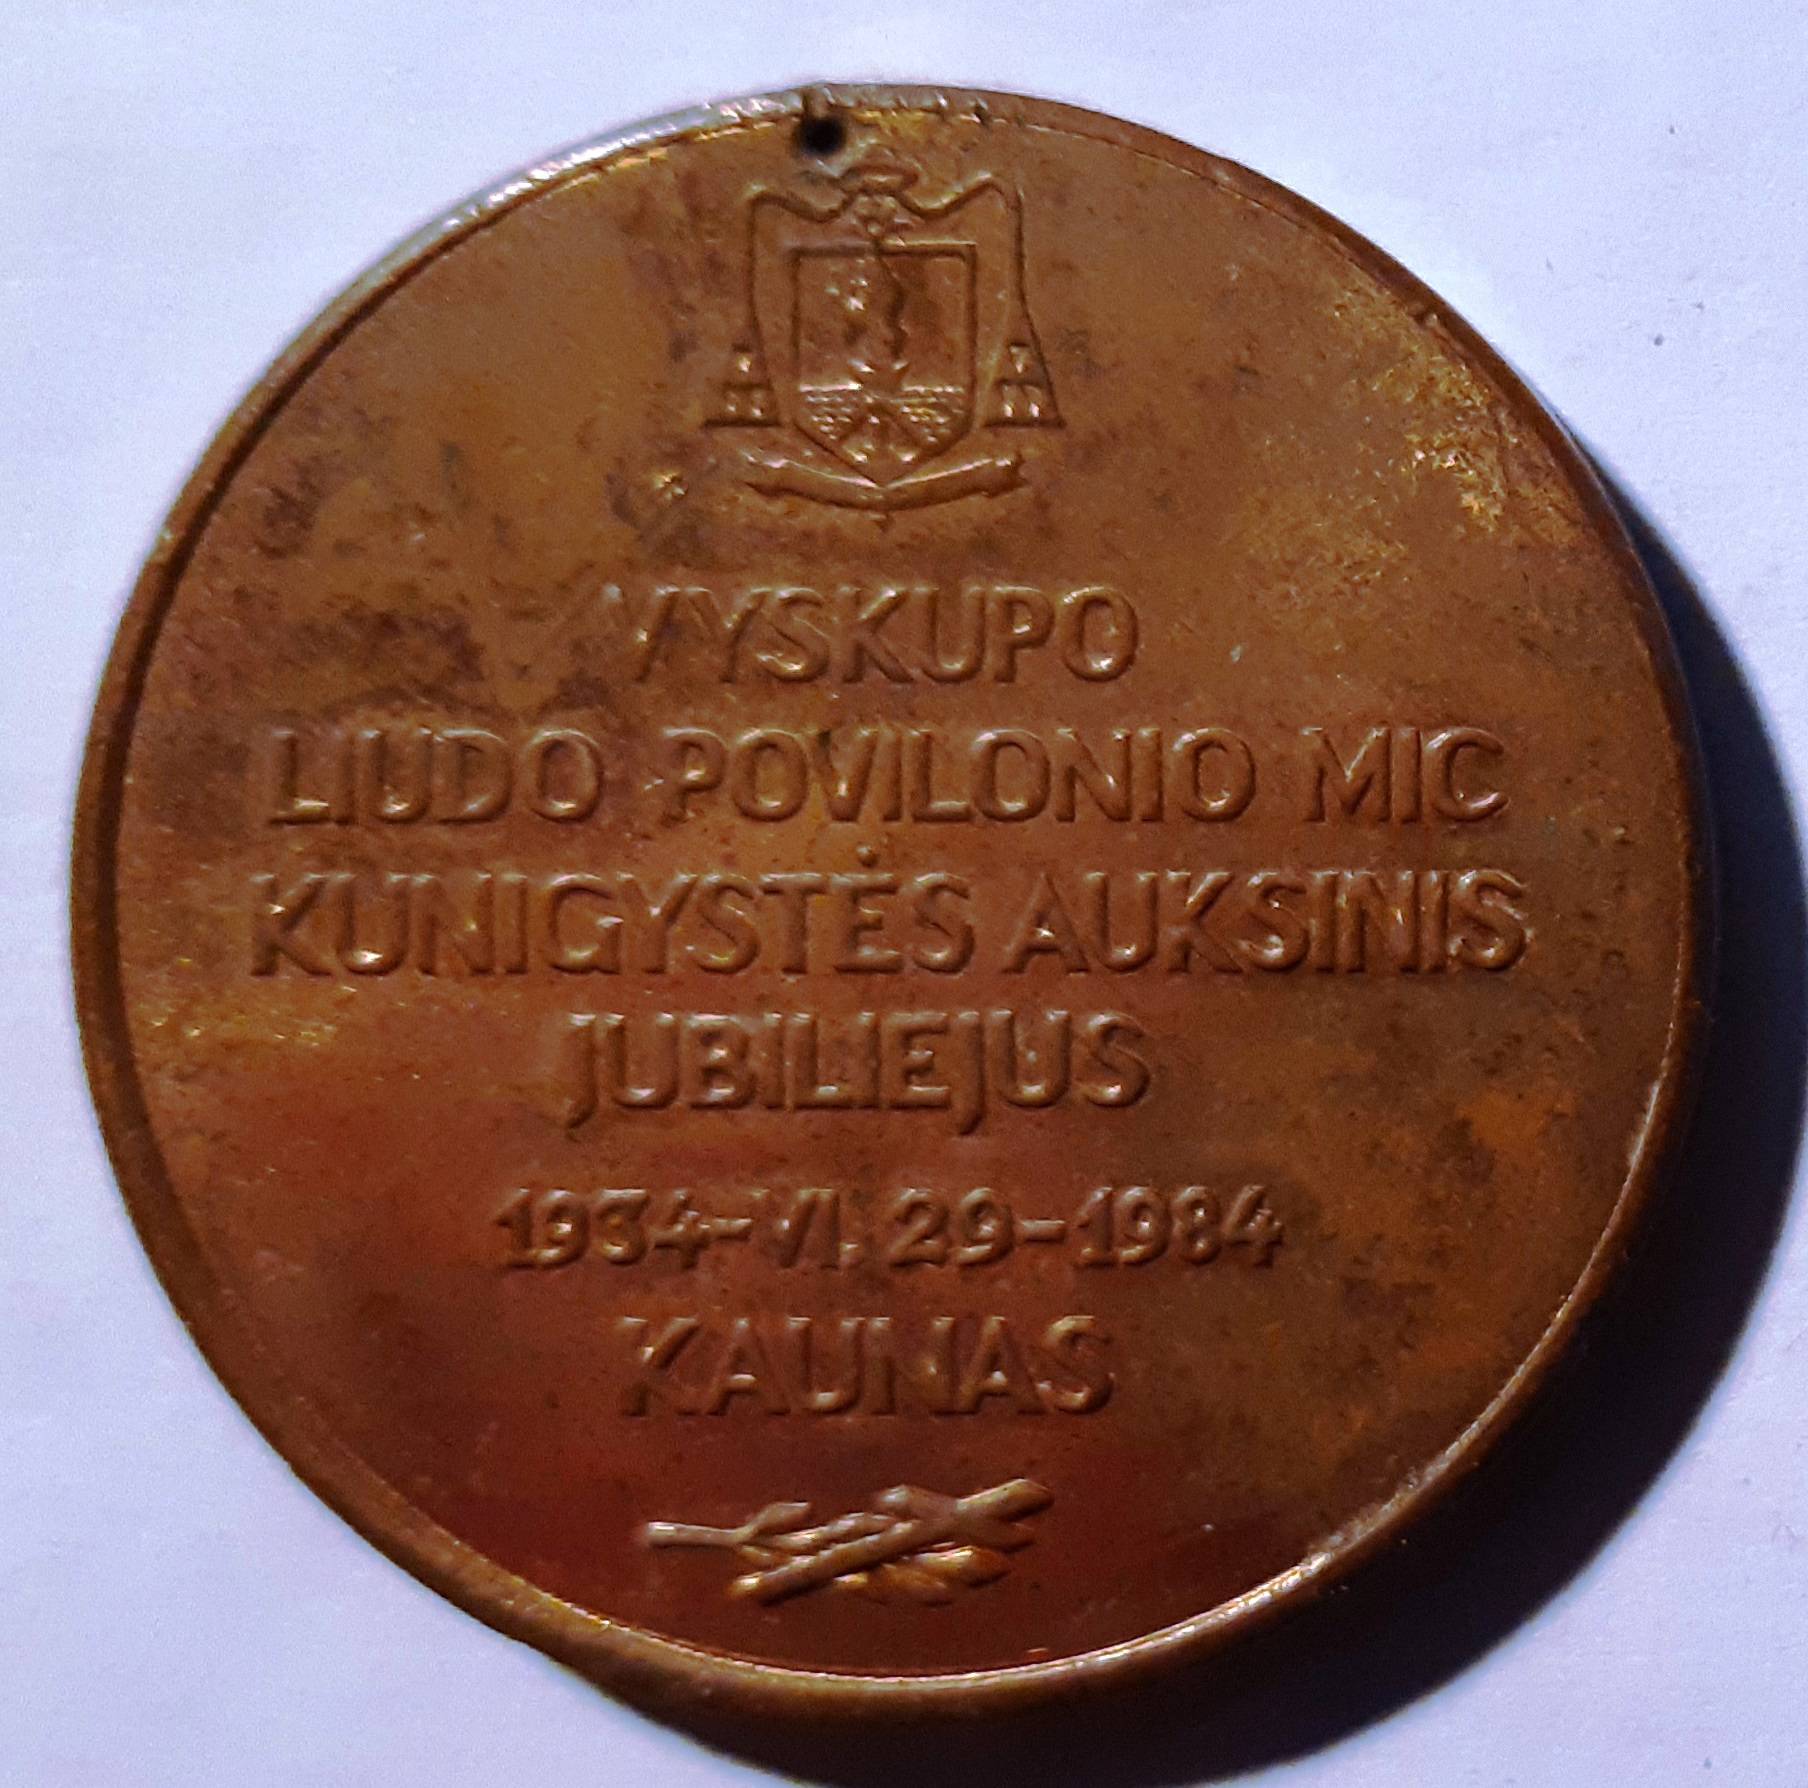 VYSKUPO
LIUDO POVILONIO MIC
KUNIGYSTĖS AUKSINIS
JUBILIEJUS
1934-VI. 29-1984
KAUNAS